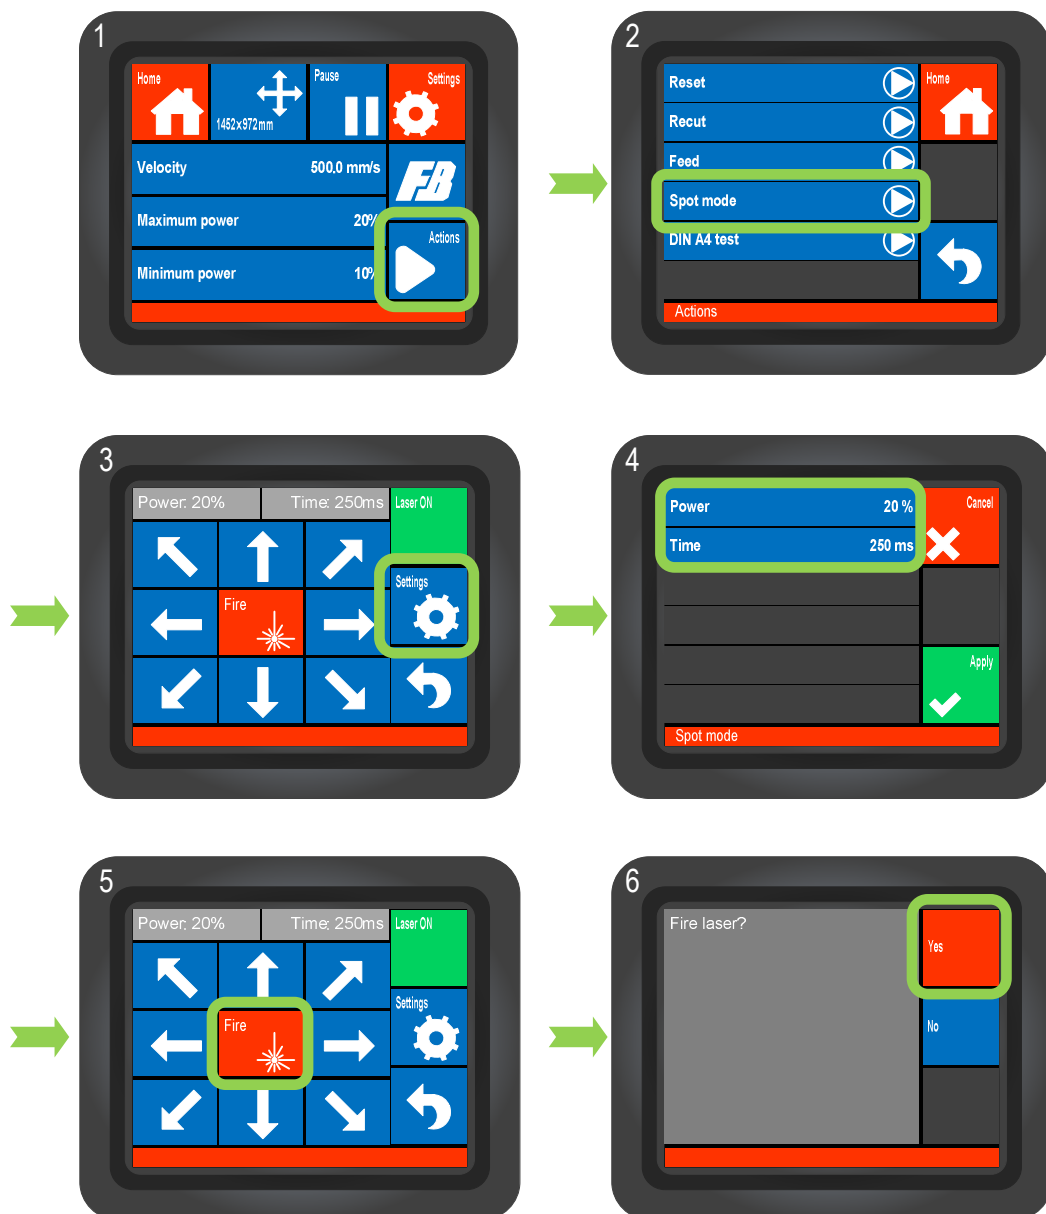 1
Home
1452x972mm
Pause
Settings
Velocity 500,0 mm/s
FB
Maximum power 20%
Actions
Minimum power 10%
2
Reset
Home
Recut
Feed
Spot mode
DIN A4 test
Actions
3
Power: 20% Time: 250ms Laser ON
Settings
Fire
4
Power 20 % Cancel
Time 250 ms
Apply
Spot mode
5
Power: 20% Time: 250ms Laser ON
Settings
Fire
6
Fire laser?
Yes
No